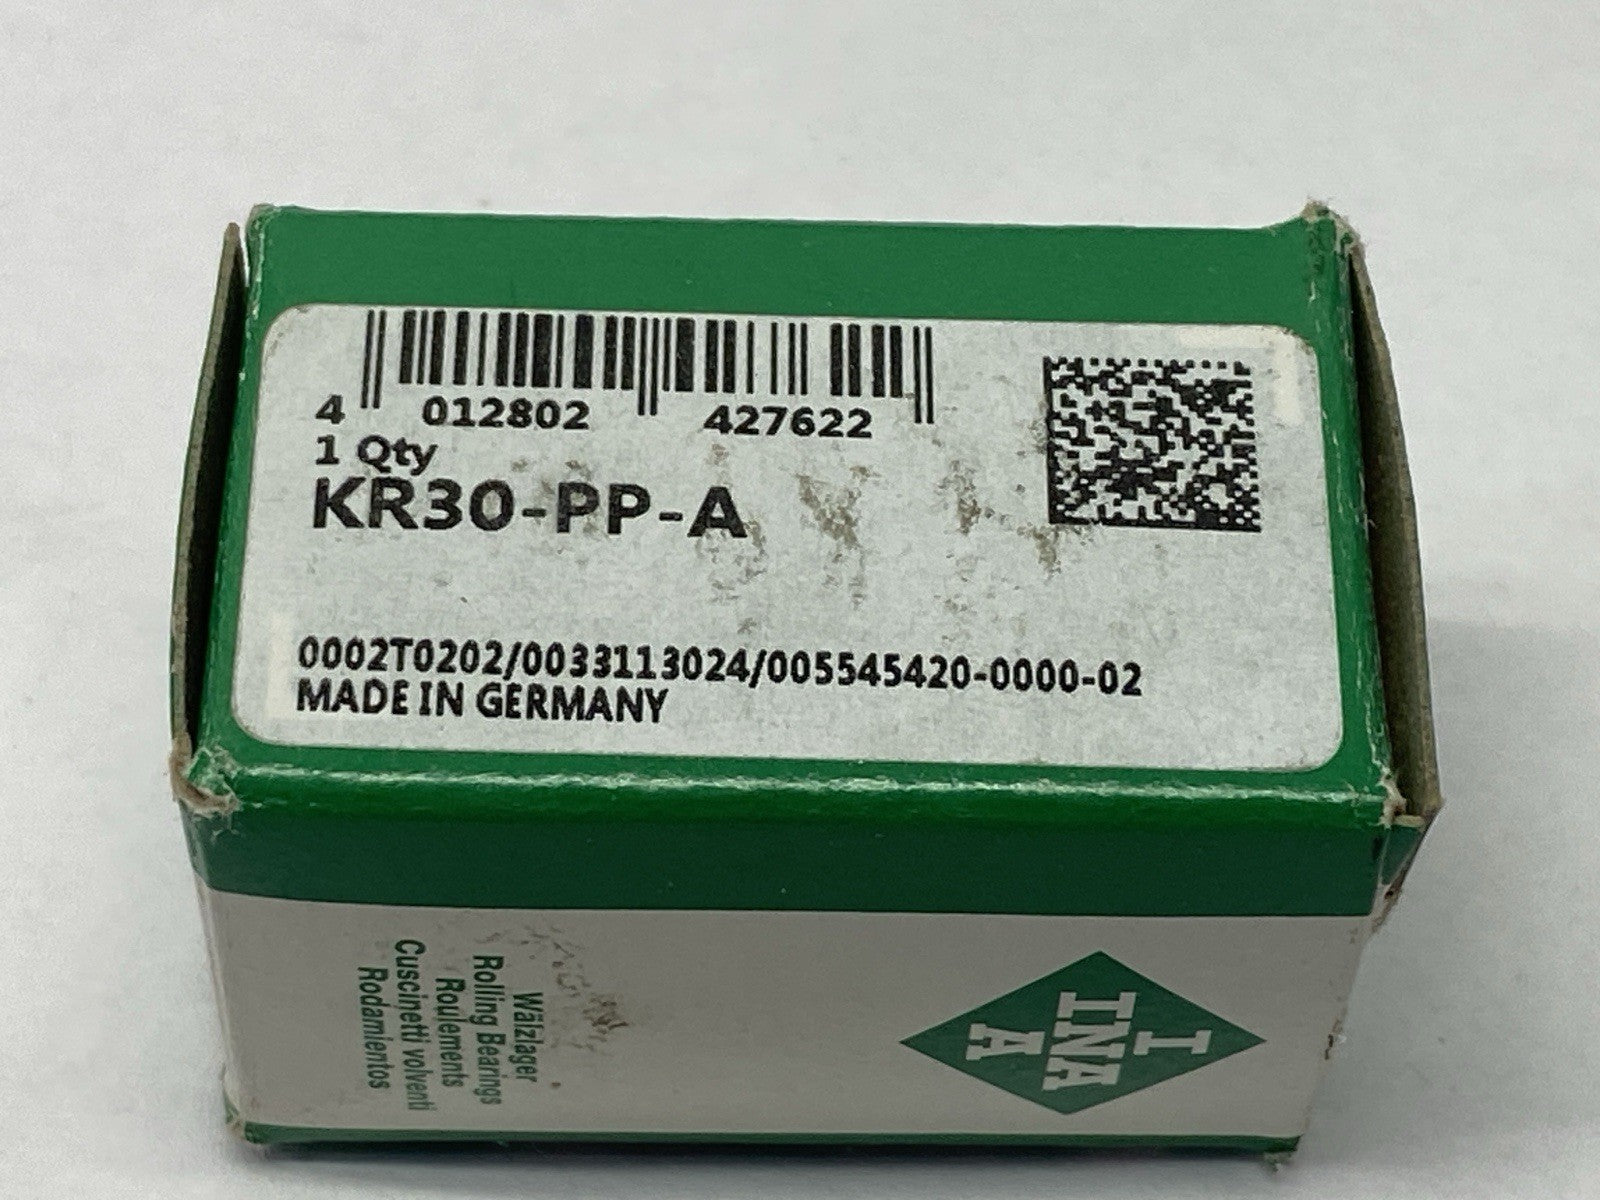 4 012802 427622
1 Qty
KR30-PP-A
0002T0202/0033113024/005545420-0000-02
MADE IN GERMANY
Wälzlager
Rolling Bearings
Roulements
Cuscinetti volventi
Rodamientos
I
INA
A